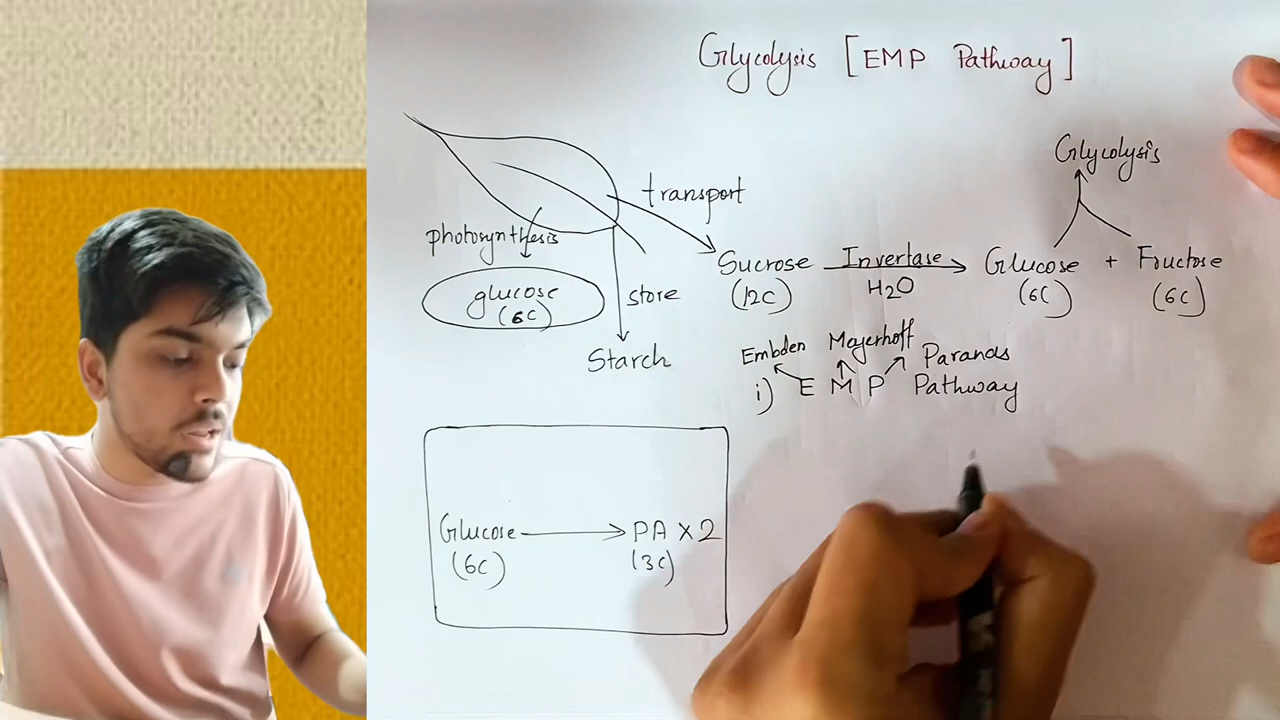 Glycolysis [EMP Pathway]
Glycolysis
transport
photosynthesis
Sucrose Invertase Glucose + Fructose
(12C) H2O (6C) (6C)
glucose
(6C)
store
Starch
Embden Meyerhoff Paranas
i) E M P Pathway
Glucose PA X 2
(6C) (3C)